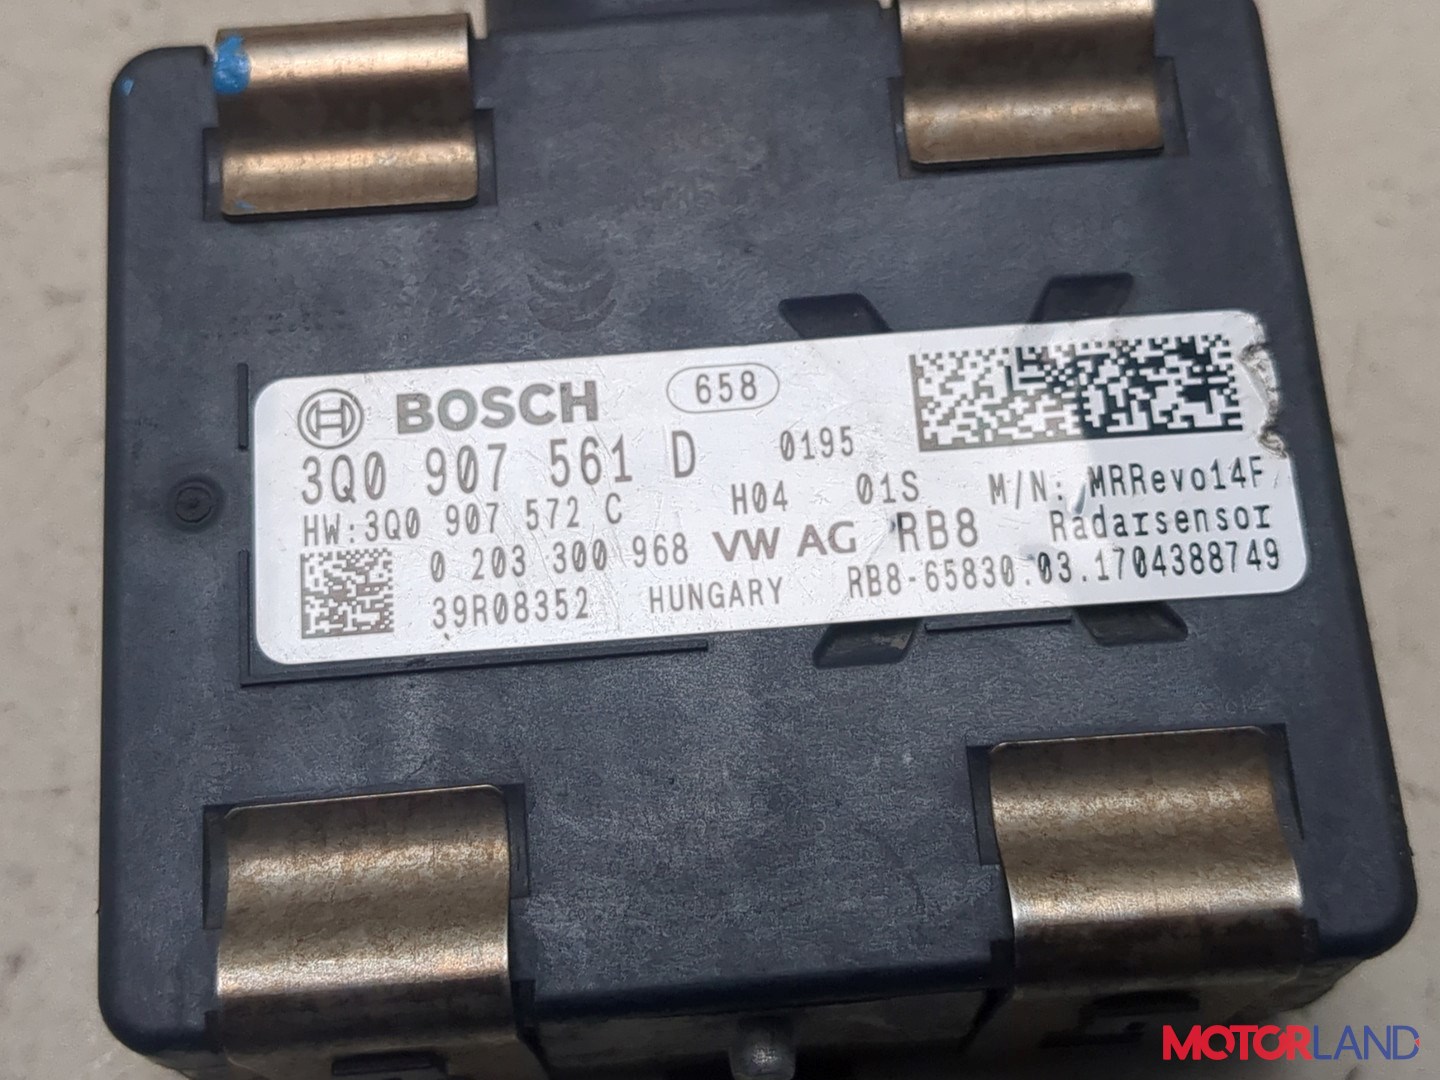 BOSCH 658
3Q0 907 561 D 0195
HW:3Q0 907 572 C H04 01S M/N: MRRevo14F
0 203 300 968 VW AG RB8 Radarsensor
39R08352 HUNGARY RB8-65830.03.1704388749
MOTORLAND